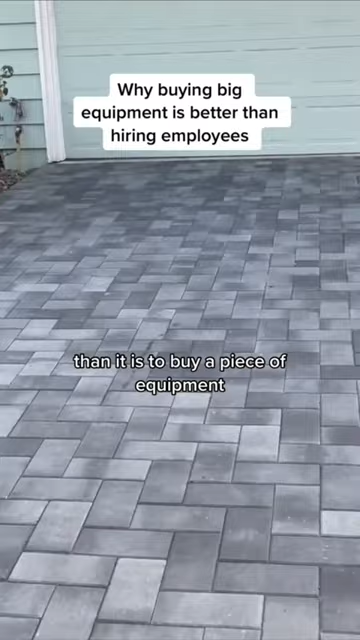 Why buying big
equipment is better than
hiring employees
than it is to buy a piece of
equipment